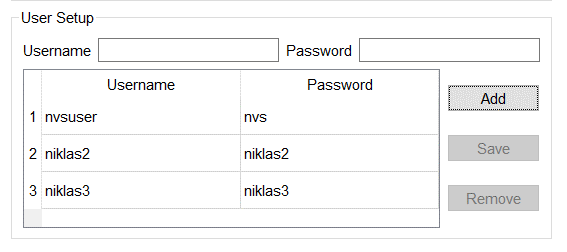 User Setup
Username Password
Username Password
Add
1 nvsuser nvs
2 niklas2 niklas2
Save
3 niklas3 niklas3
Remove